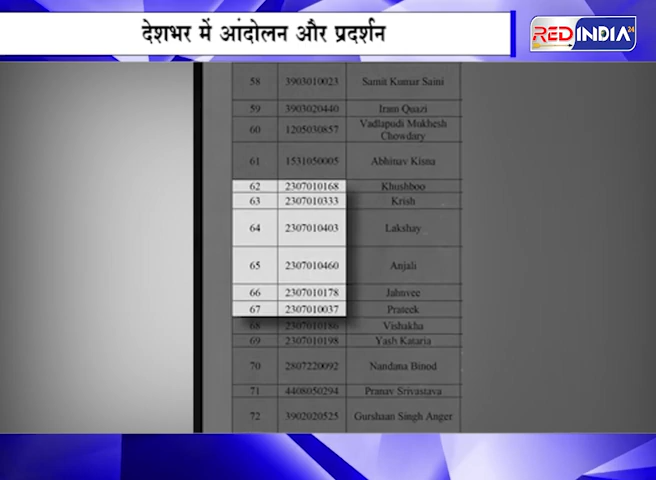 देशभर में आंदोलन और प्रदर्शन
REDINDIA24
58 3903010023 Samit Kumar Saini
59 3903020440 Iram Quazi
60 1205030857 Vadlapudi Mukhesh
Chowdary
61 1531050005 Abhinav Kisna
62 2307010168 Khushboo
63 2307010333 Krish
64 2307010403 Lakshay
65 2307010460 Anjali
66 2307010178 Jahnvee
67 2307010037 Prateek
68 2307010186 Vishakha
69 2307010198 Yash Kataria
70 2807220092 Nandana Binod
71 4408050294 Pranav Srivastava
72 3902020525 Gurshaan Singh Anger